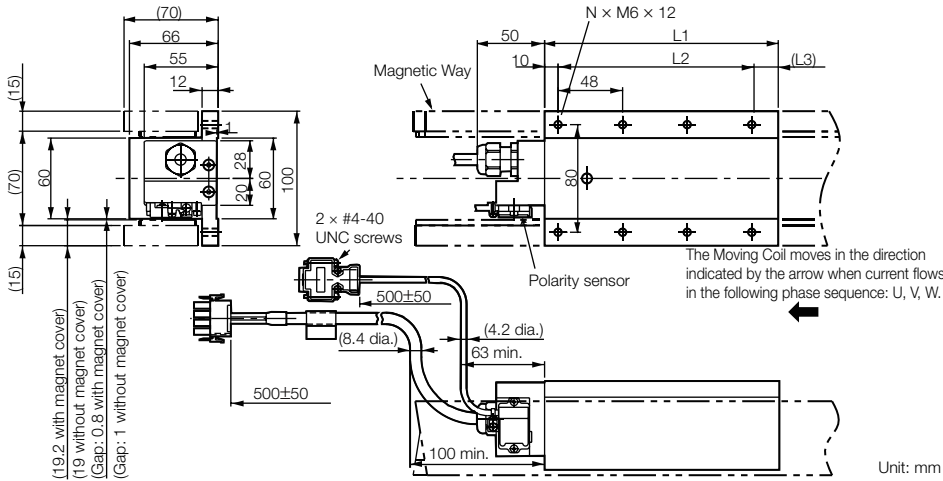 (70)
66
55
12
(15)
(70)
60
1
28
20
60
100
(15)
(19.2 with magnet cover)
(19 without magnet cover)
(Gap: 0.8 with magnet cover)
(Gap: 1 without magnet cover)
N × M6 × 12
50
L1
10
L2
(L3)
48
Magnetic Way
80
2 × #4-40
UNC screws
Polarity sensor
The Moving Coil moves in the direction
indicated by the arrow when current flows
in the following phase sequence: U, V, W.
500±50
(4.2 dia.)
(8.4 dia.)
63 min.
500±50
100 min.
Unit: mm